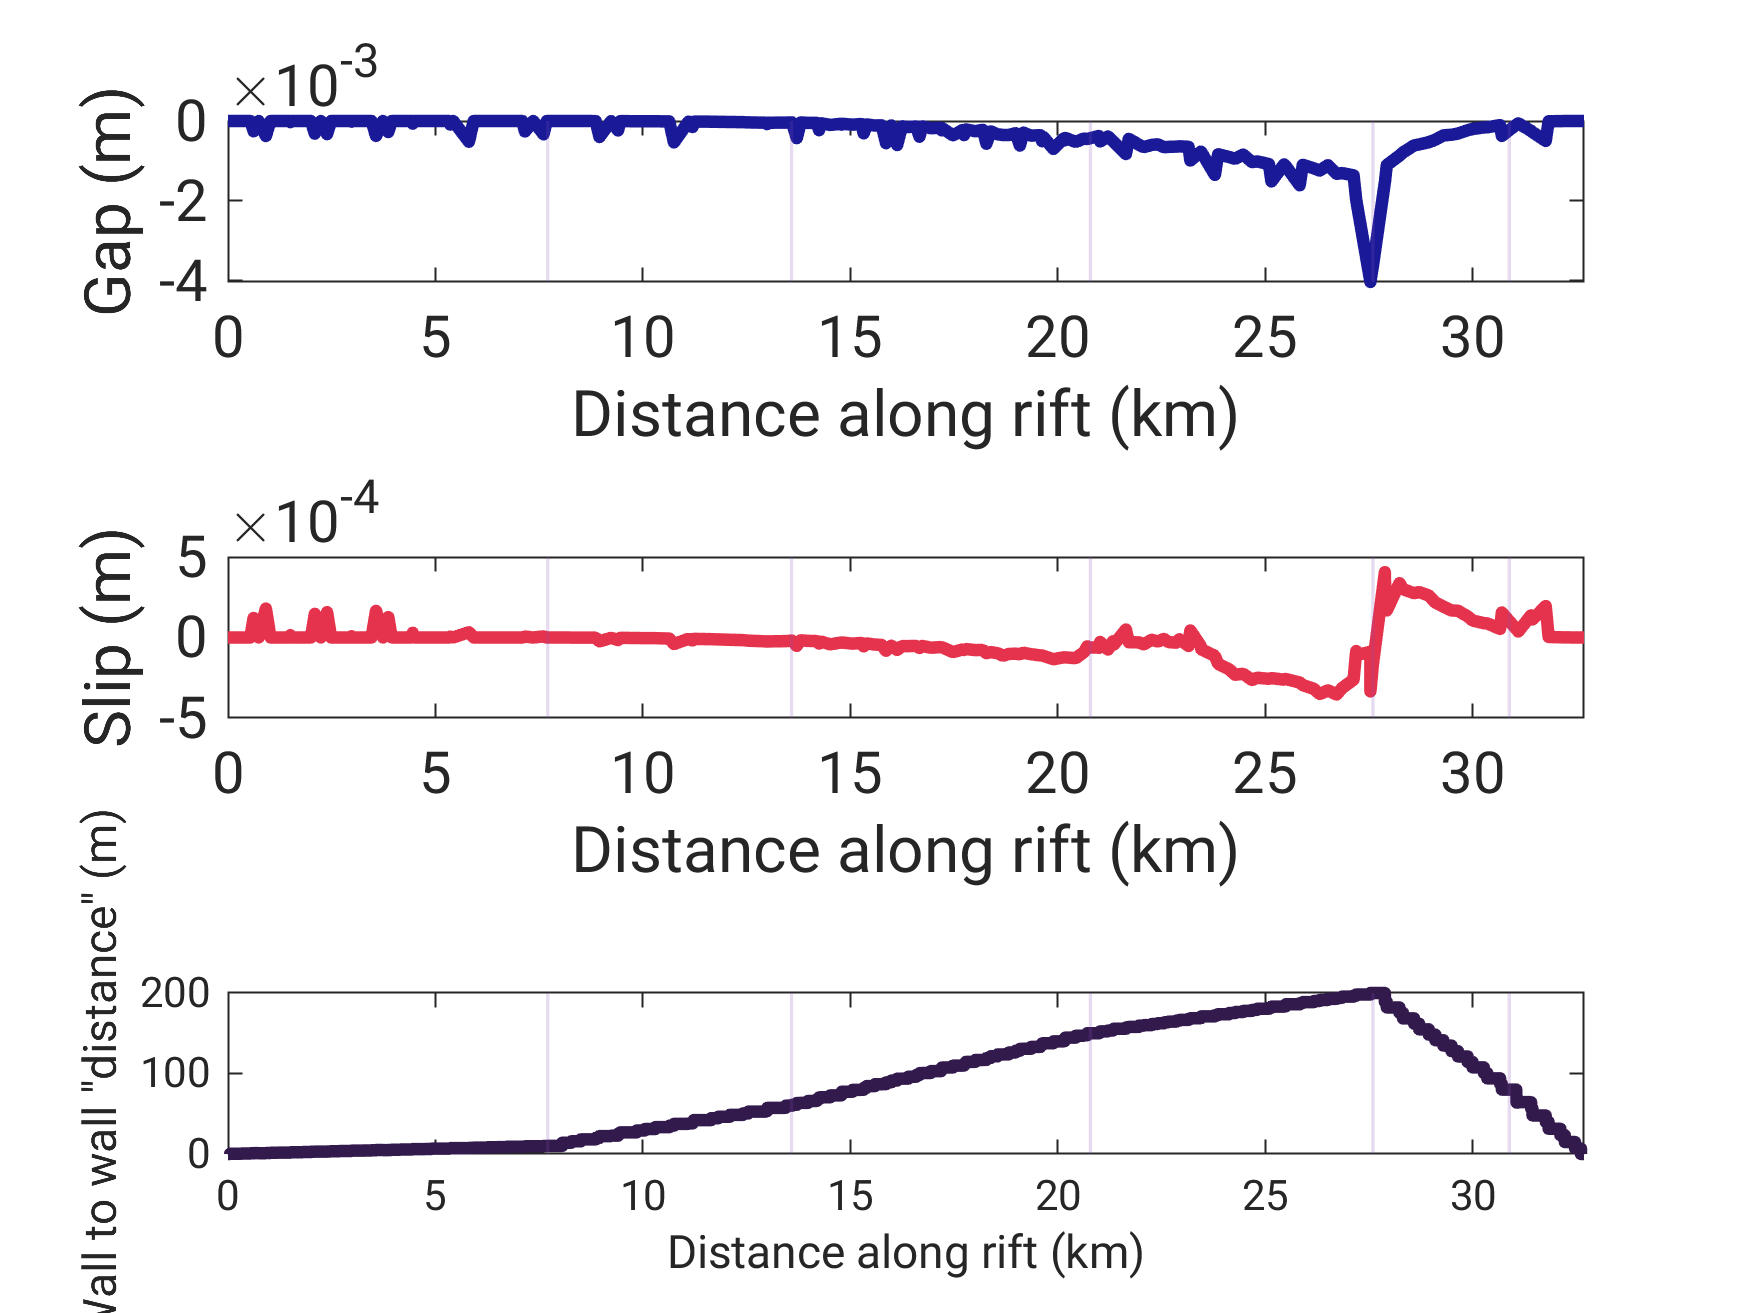 ×10-3
Gap (m)
0
-2
-4
0 5 10 15 20 25 30
Distance along rift (km)
×10-4
Slip (m)
5
0
-5
0 5 10 15 20 25 30
Distance along rift (km)
to wall "distance" (m)
200
100
0
0 5 10 15 20 25 30
Distance along rift (km)